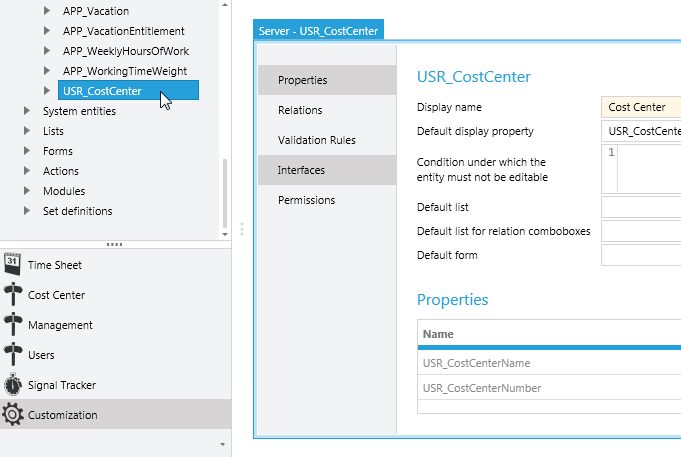 APP_Vacation
APP_VacationEntitlement
APP_WeeklyHoursOfWork
APP_WorkingTimeWeight
USR_CostCenter
System entities
Lists
Forms
Actions
Modules
Set definitions
31 Time Sheet
Cost Center
Management
Users
Signal Tracker
Customization
Server - USR_CostCenter
Properties
Relations
Validation Rules
Interfaces
Permissions
USR_CostCenter
Display name Cost Center
Default display property USR_CostCente
Condition under which the 1
entity must not be editable
Default list
Default list for relation comboboxes
Default form
Properties
Name
USR_CostCenterName
USR_CostCenterNumber